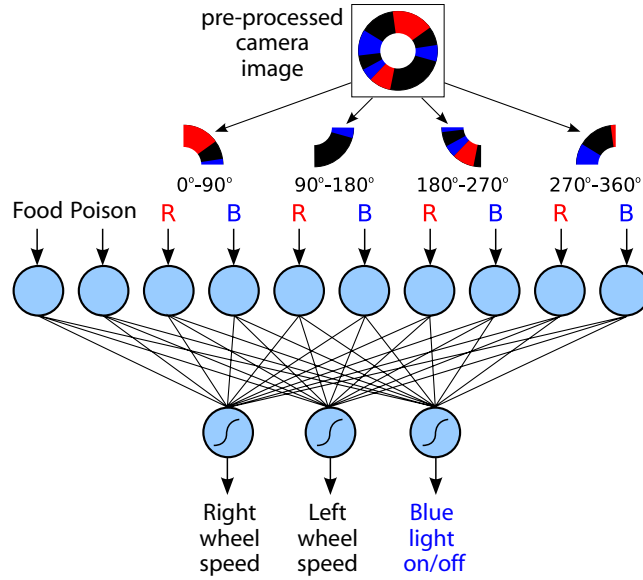 pre-processed
camera
image
0°-90°
90°-180°
180°-270°
270°-360°
Food Poison R B R B R B R B
Right
wheel
speed
Left
wheel
speed
Blue
light
on/off